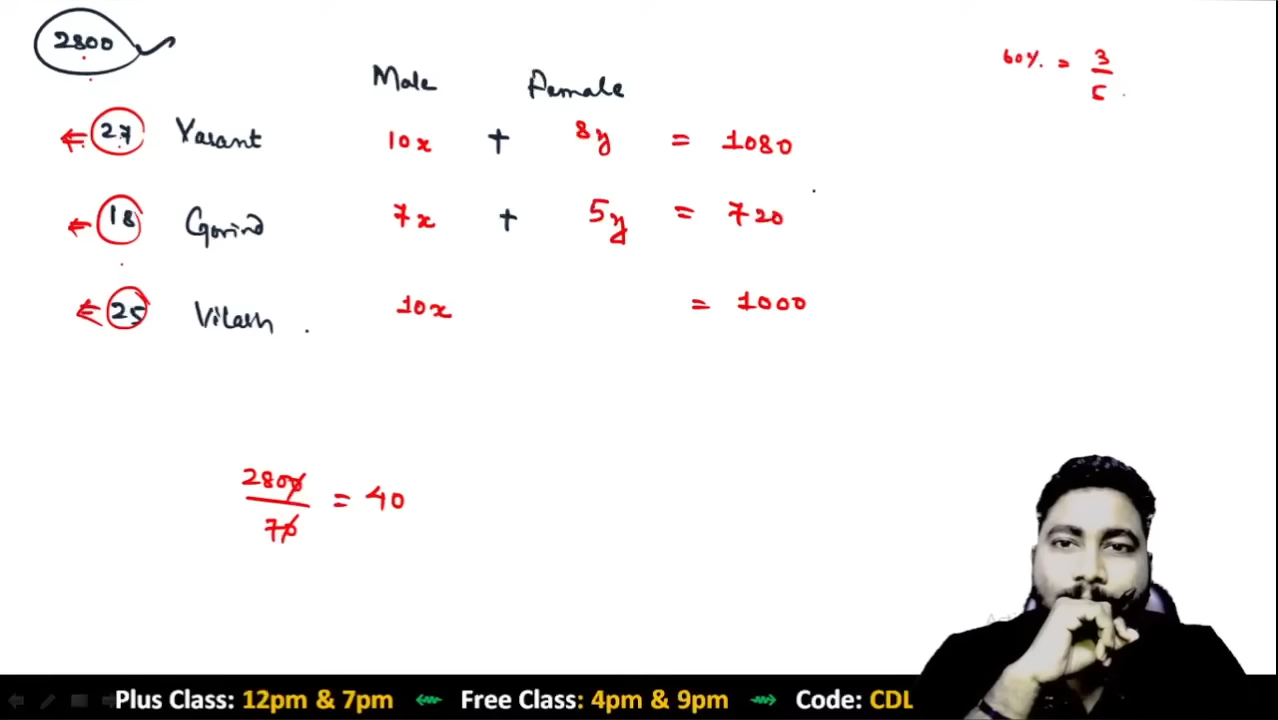 2800
60% = 3/5
Male Female
27 Vasant 10x + 8y = 1080
18 Govind 7x + 5y = 720
25 Vilash 10x = 1000
2800/70 = 40
Plus Class: 12pm & 7pm Free Class: 4pm & 9pm Code: CDL